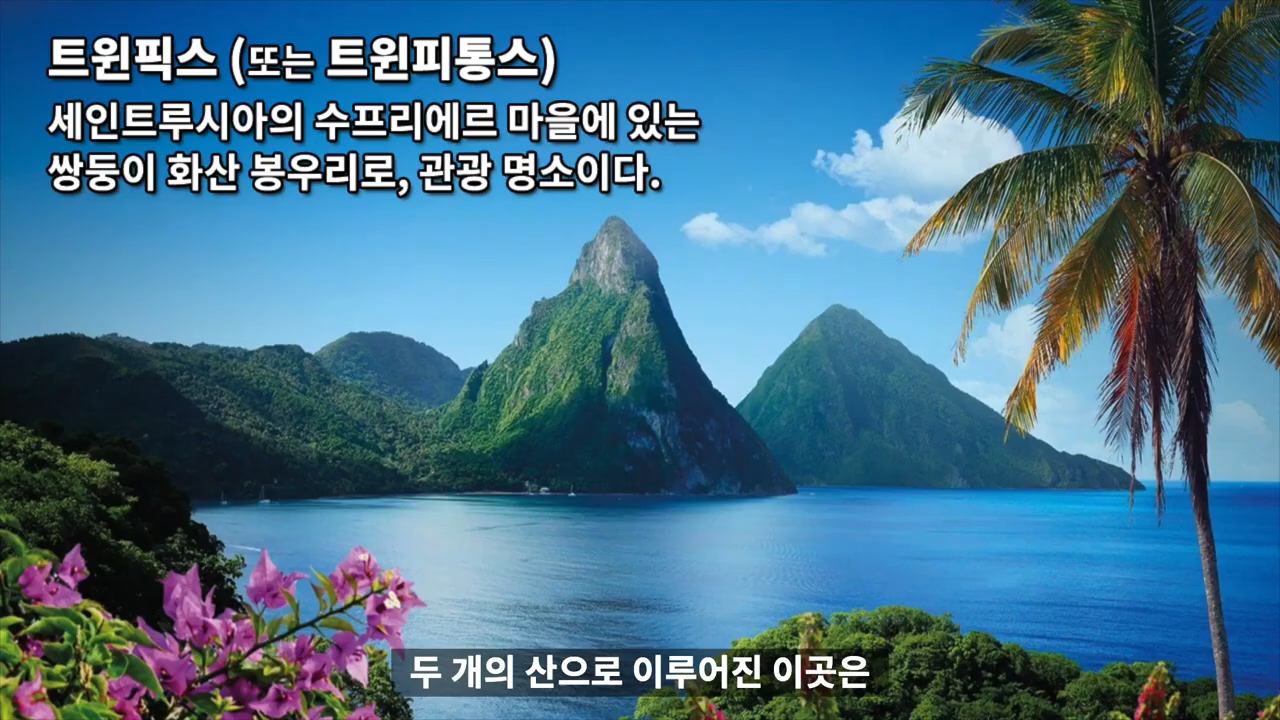 트윈픽스 (또는 트윈피통스)
세인트루시아의 수프리에르 마을에 있는
쌍둥이 화산 봉우리로, 관광 명소이다.
두 개의 산으로 이루어진 이곳은